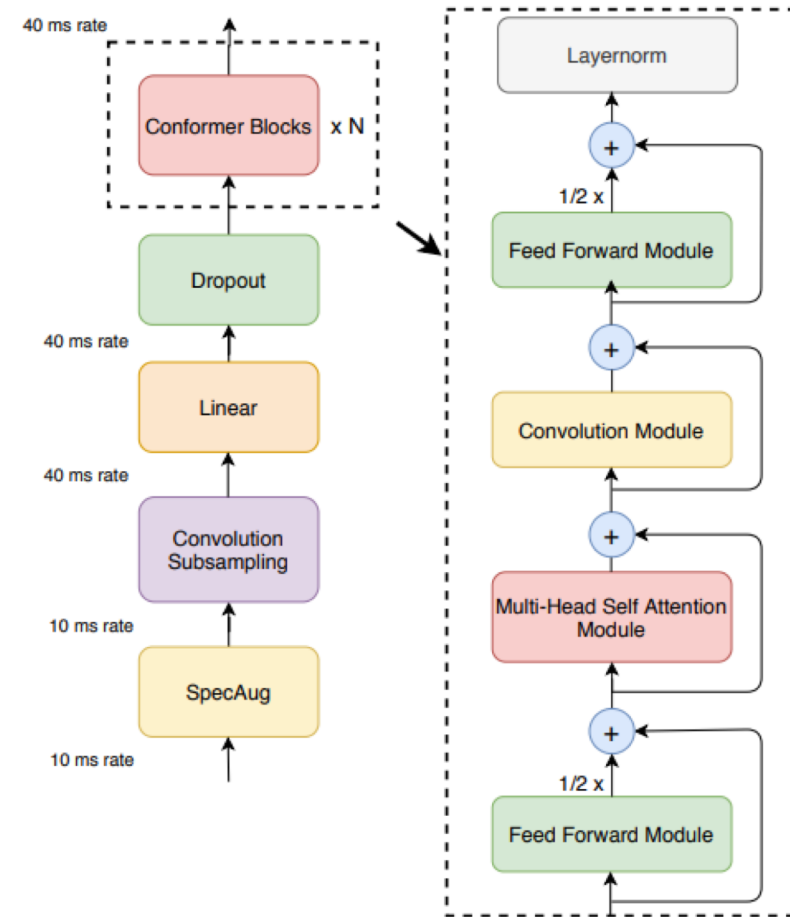 40 ms rate
Conformer Blocks
x N
Dropout
40 ms rate
Linear
40 ms rate
Convolution
Subsampling
10 ms rate
SpecAug
10 ms rate
Layernorm
+
1/2 x
Feed Forward Module
+
Convolution Module
+
Multi-Head Self Attention
Module
+
1/2 x
Feed Forward Module